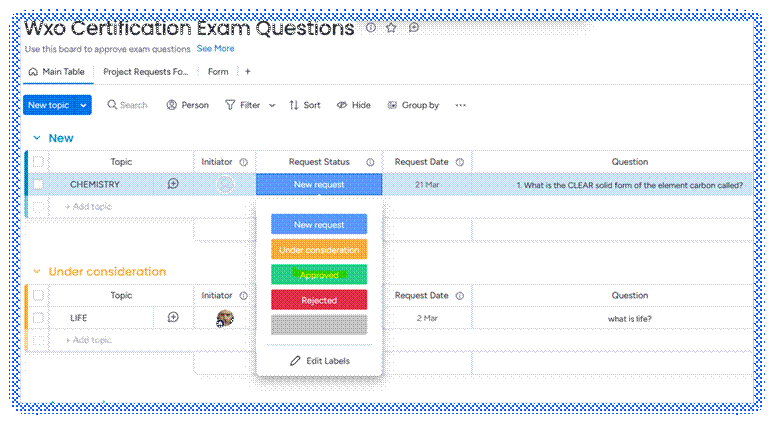 Wxo Certification Exam Questions
Use this board to approve exam questions See More
Main Table Project Requests Fo... Form +
New topic Search Person Filter Sort Hide Group by ...
New
Topic Initiator Request Status Request Date Question
CHEMISTRY New request 21 Mar 1. What is the CLEAR solid form of the element carbon called?
+ Add topic
New request
Under consideration
Approved
Rejected
Edit Labels
Under consideration
Topic Initiator Request Date Question
LIFE 2 Mar what is life?
+ Add topic